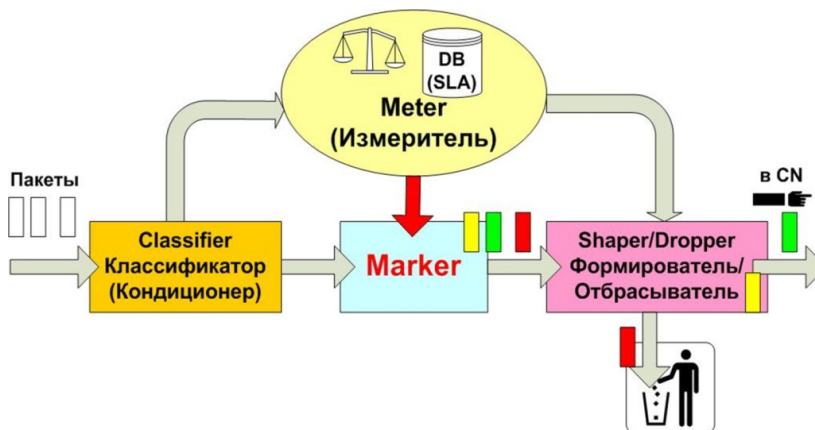 DB
(SLA)
Meter
(Измеритель)
Пакеты
в CN
Classifier
Классификатор
(Кондиционер)
Marker
Shaper/Dropper
Формирователь/
Отбрасыватель